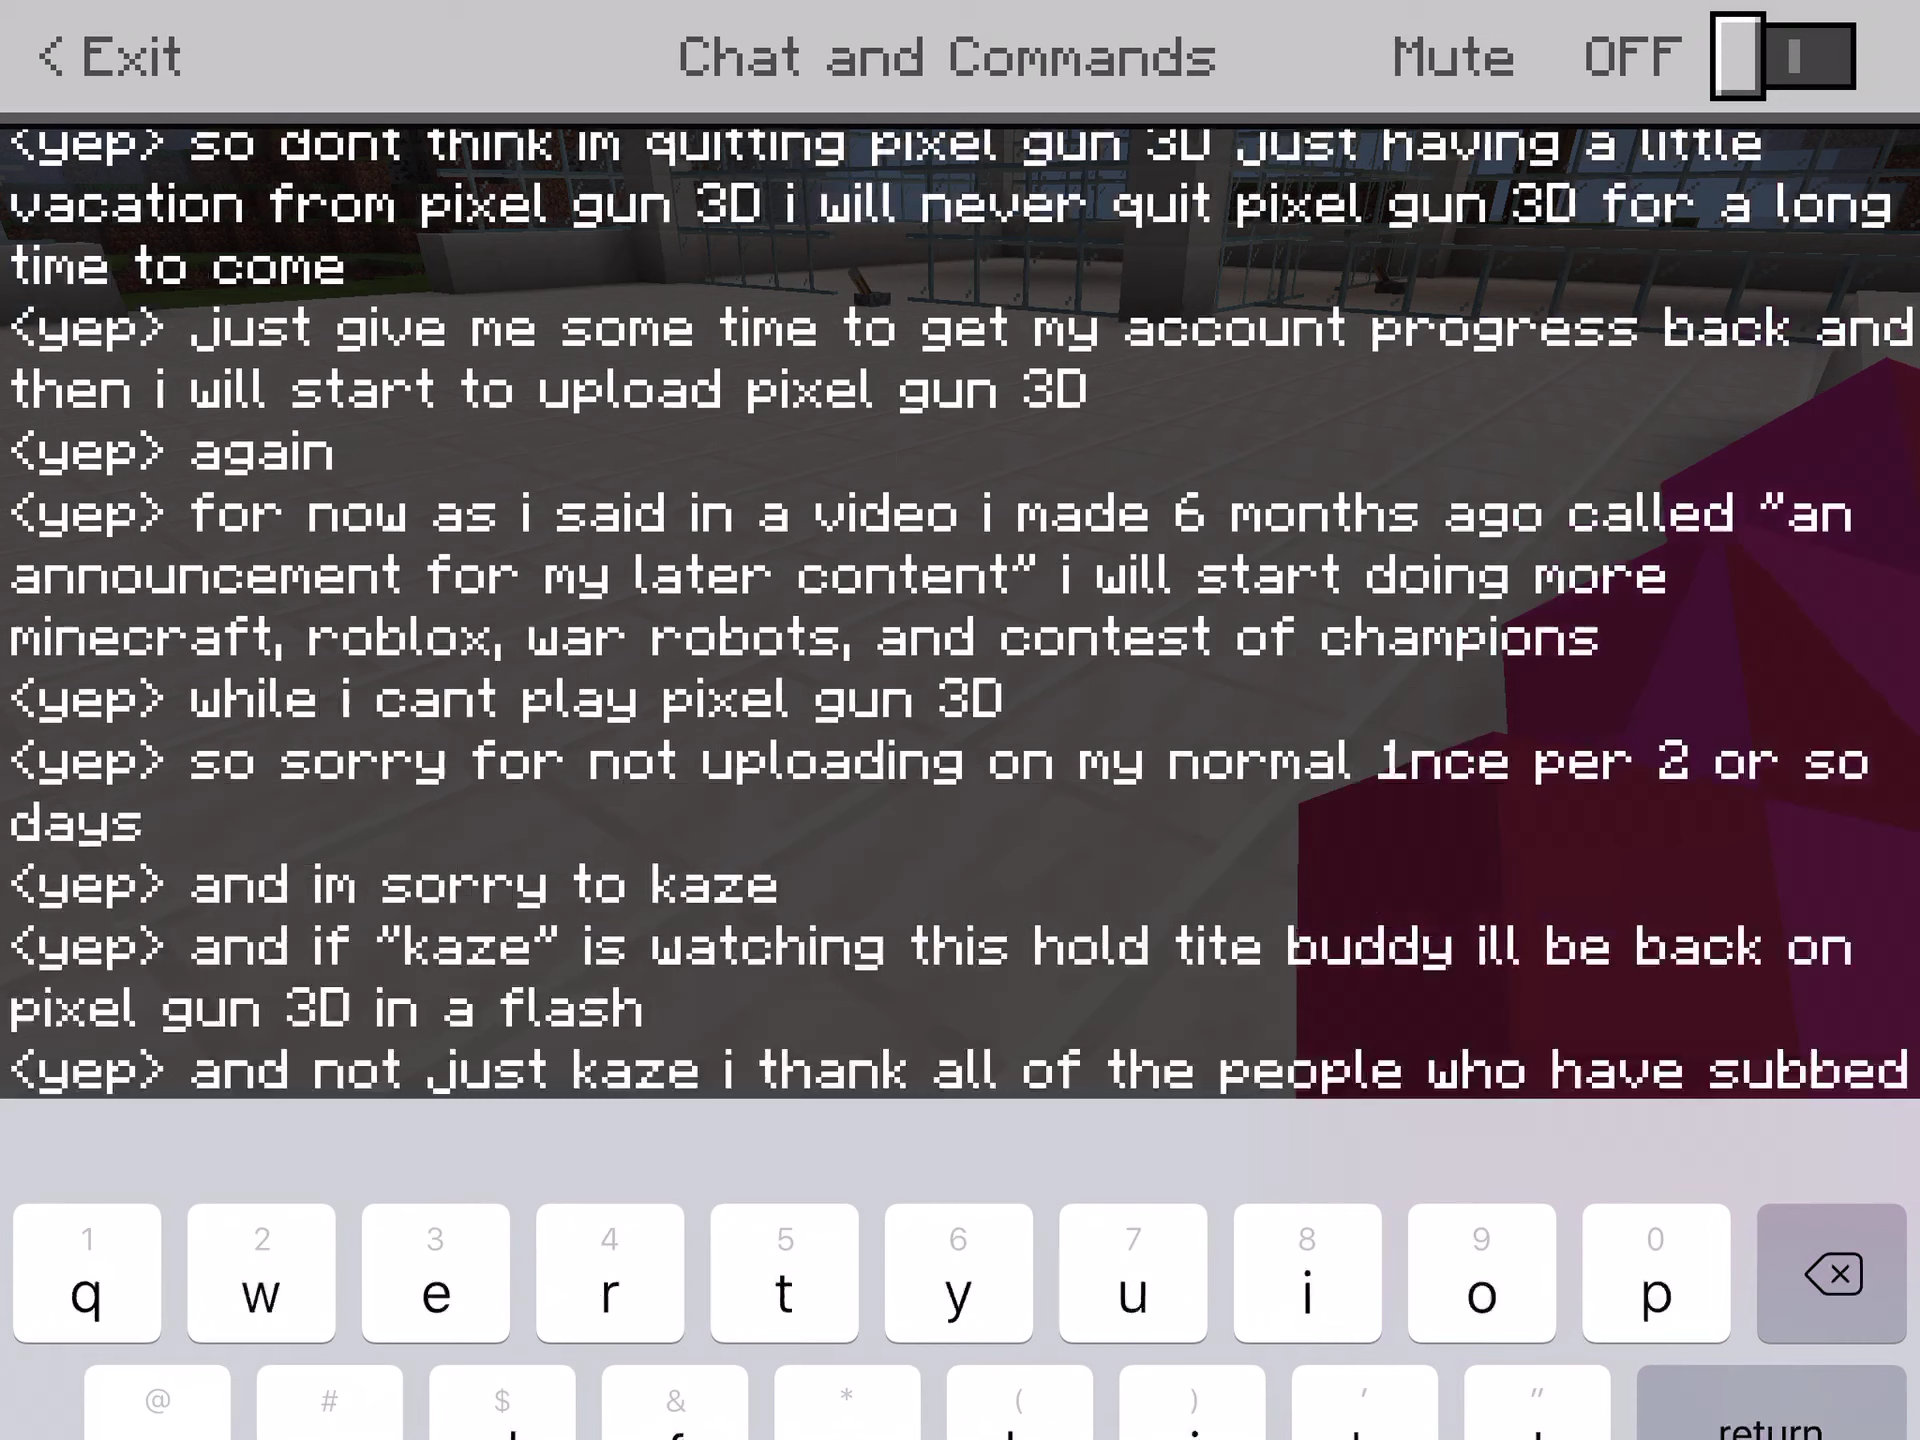 < Exit
Chat and Commands
Mute OFF
<yep> so dont think im quitting pixel gun 3D just having a little
vacation from pixel gun 3D i will never quit pixel gun 3D for a long
time to come
<yep> just give me some time to get my account progress back and
then i will start to upload pixel gun 3D
<yep> again
<yep> for now as i said in a video i made 6 months ago called "an
announcement for my later content" i will start doing more
minecraft, roblox, war robots, and contest of champions
<yep> while i cant play pixel gun 3D
<yep> so sorry for not uploading on my normal 1nce per 2 or so
days
<yep> and im sorry to kaze
<yep> and if "kaze" is watching this hold tite buddy ill be back on
pixel gun 3D in a flash
<yep> and not just kaze i thank all of the people who have subbed
1 2 3 4 5 6 7 8 9 0
q w e r t y u i o p
@ # $ & * ( ) ' "
return